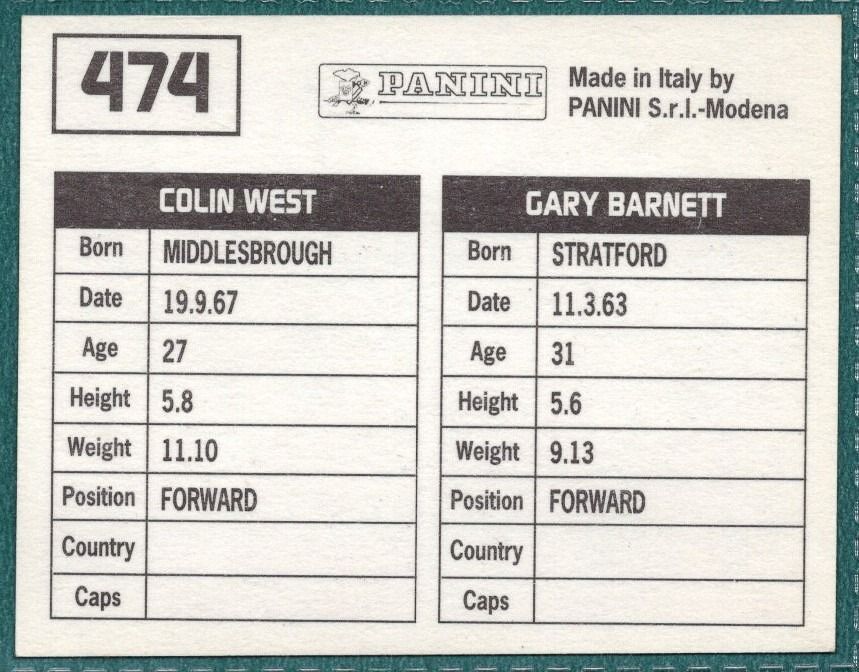 474
PANINI
Made in Italy by
PANINI S.r.l.-Modena
COLIN WEST
Born MIDDLESBROUGH
Date 19.9.67
Age 27
Height 5.8
Weight 11.10
Position FORWARD
Country
Caps
GARY BARNETT
Born STRATFORD
Date 11.3.63
Age 31
Height 5.6
Weight 9.13
Position FORWARD
Country
Caps